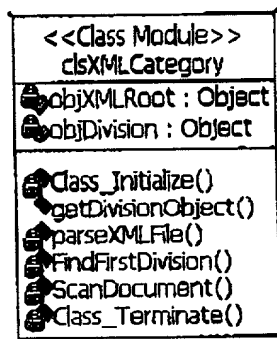 <<Class Module>>
clsXMLCategory
objXMLRoot : Object
objDivision : Object
Class_Initialize()
getDivisionObject()
parseXMLFile()
FindFirstDivision()
ScanDocument()
Class_Terminate()